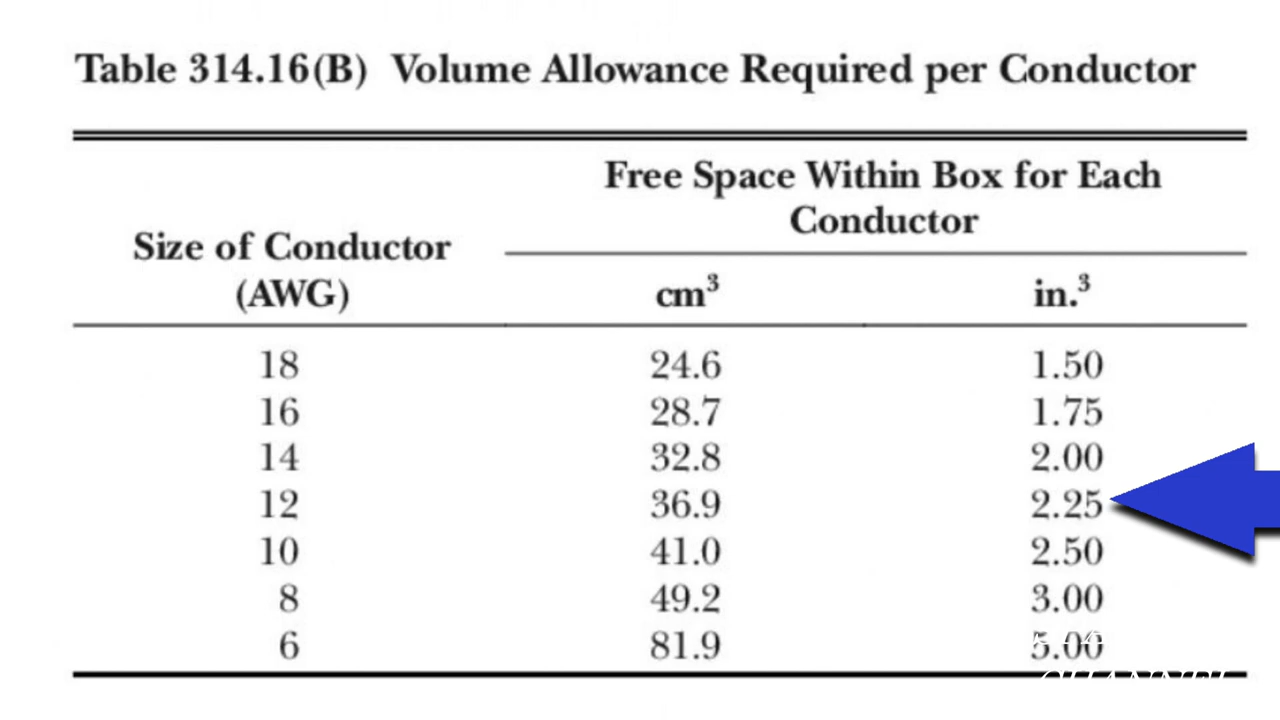 Table 314.16(B) Volume Allowance Required per Conductor
Free Space Within Box for Each
Conductor
Size of Conductor
(AWG)
cm³
in.³
18 24.6 1.50
16 28.7 1.75
14 32.8 2.00
12 36.9 2.25
10 41.0 2.50
8 49.2 3.00
6 81.9 5.00